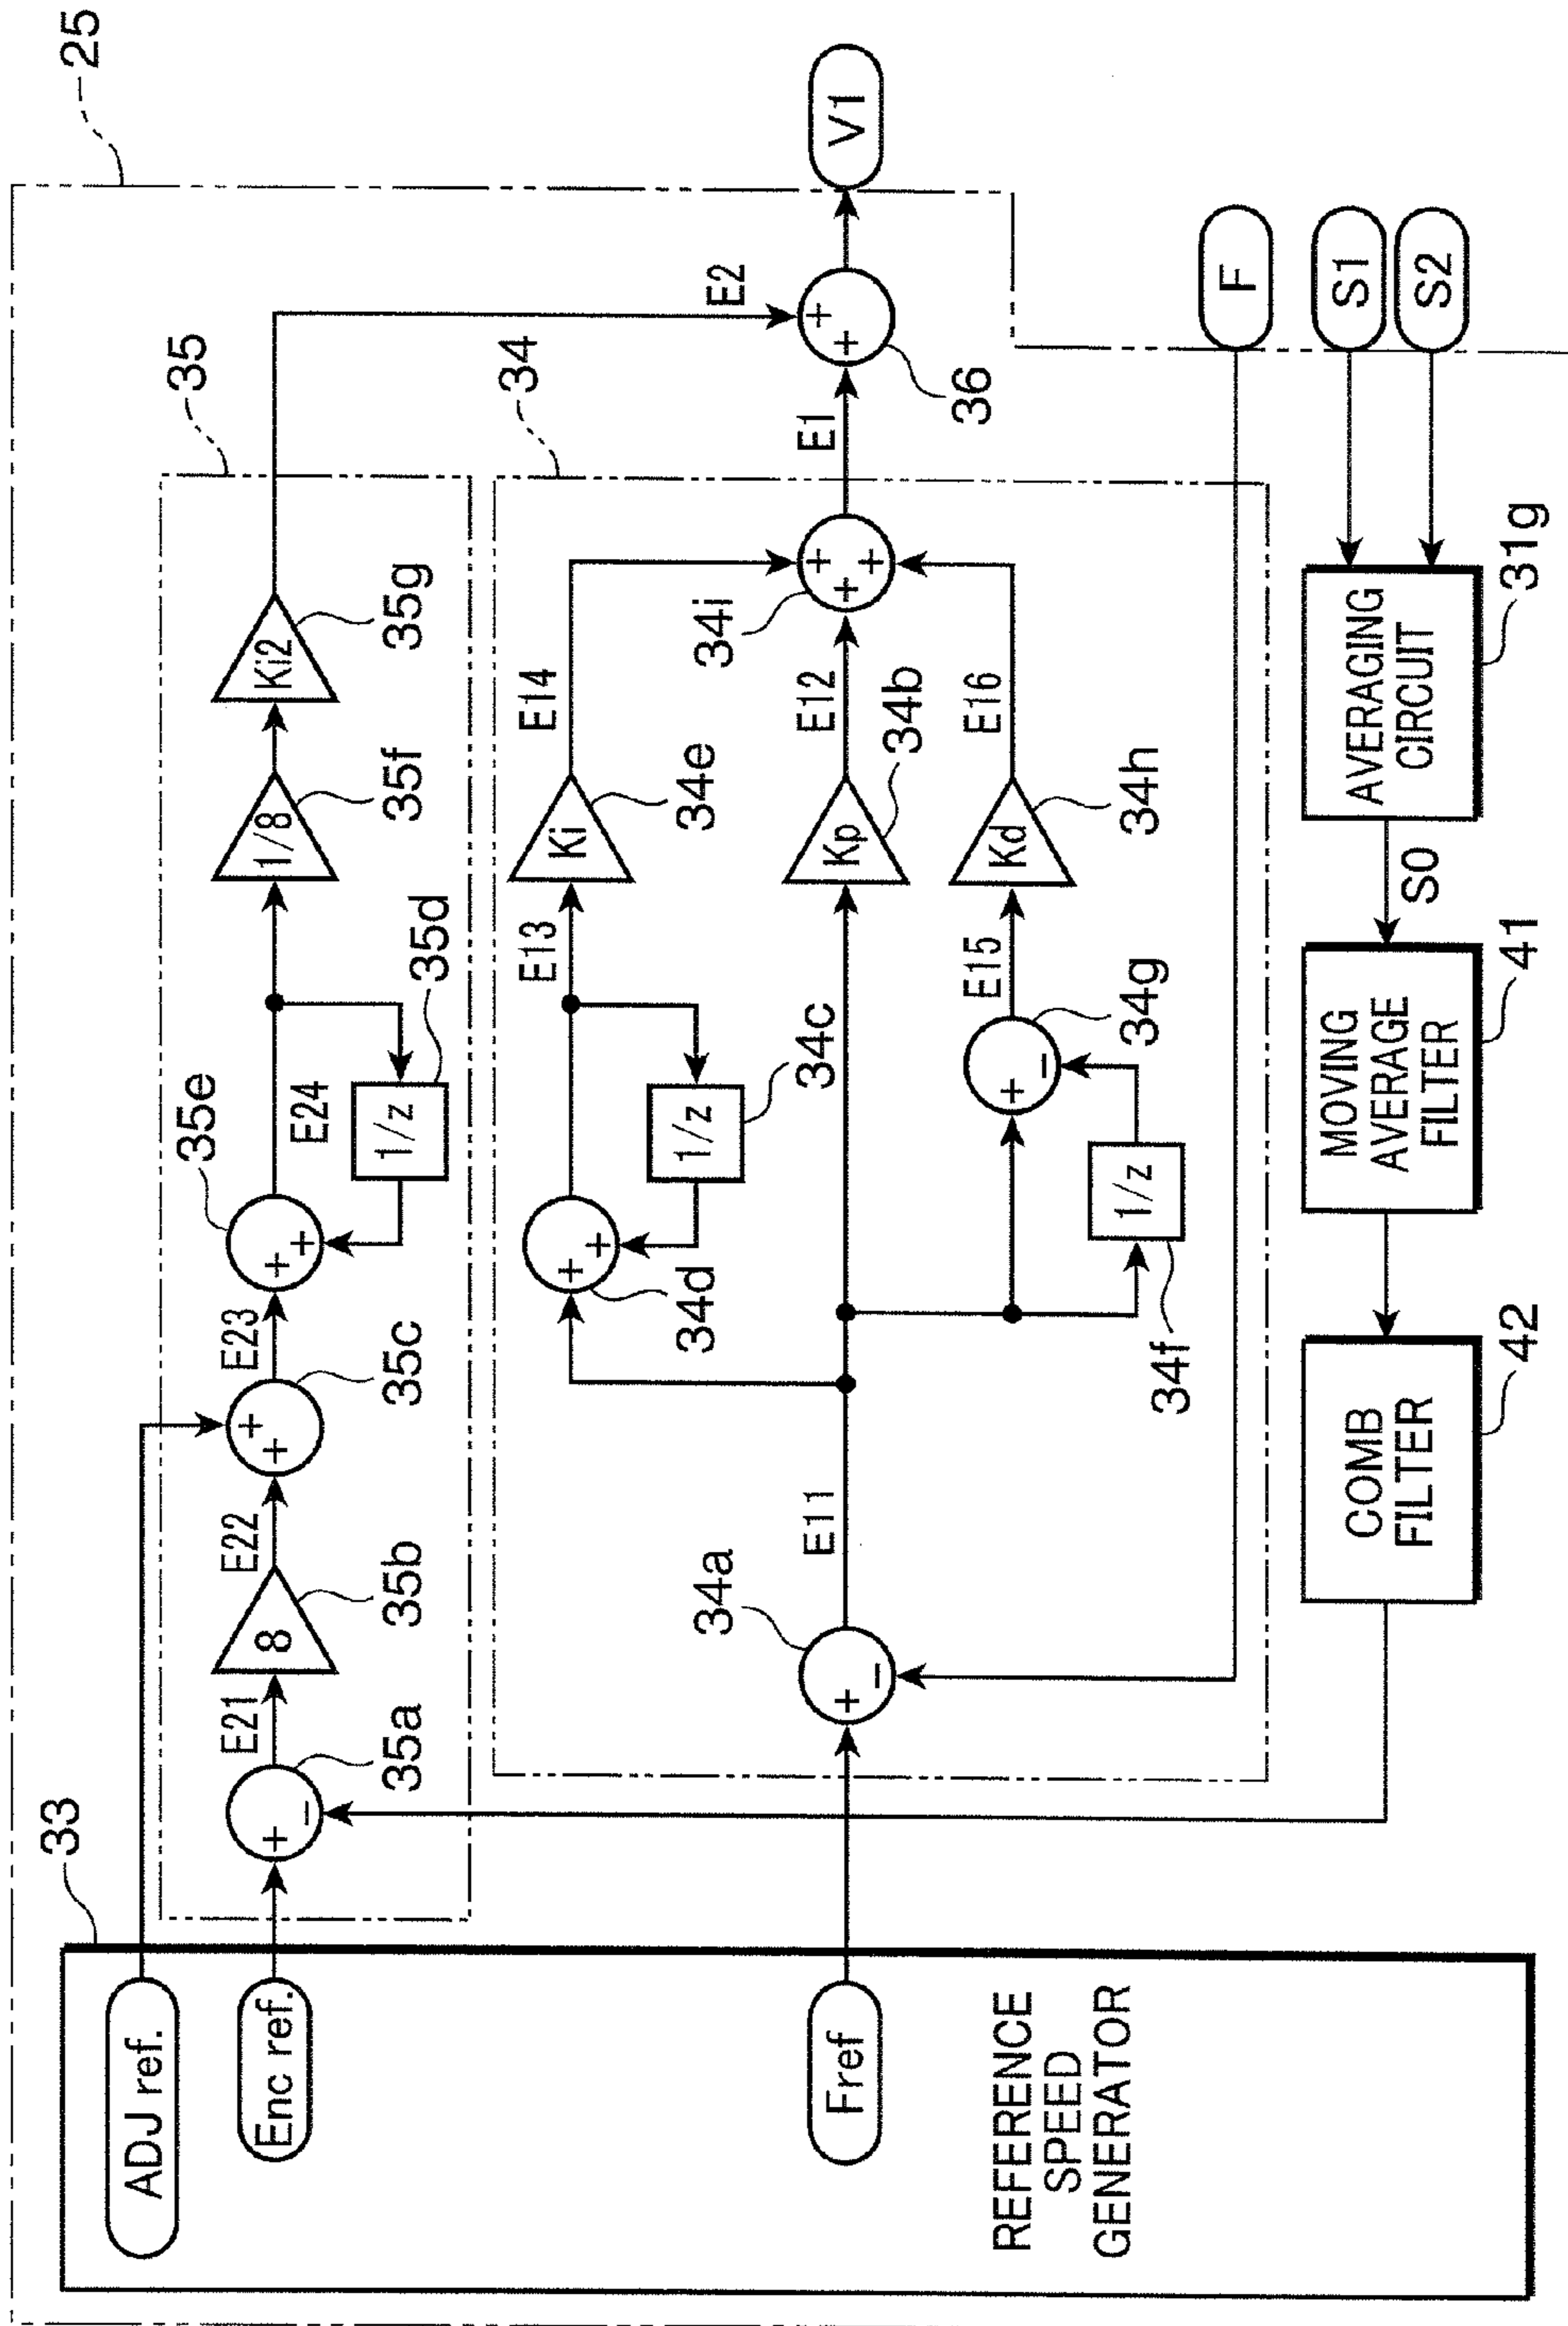 25
33
ADJ ref.
Enc ref.
Fref
REFERENCE
SPEED
GENERATOR
35
35a
+
−
E21
8
35b
E22
+
+
35c
E23
+
+
35e
E24
1/z
35d
1/8
35f
Ki2
35g
E2
34
34a
+
−
E11
+
+
34d
1/z
34c
E13
Ki
34e
E14
Kp
34b
E12
1/z
34f
+
−
34g
E15
Kd
34h
E16
+
+
+
34i
E1
+
+
36
V1
F
S1
S2
AVERAGING
CIRCUIT
31g
S0
MOVING
AVERAGE
FILTER
41
COMB
FILTER
42